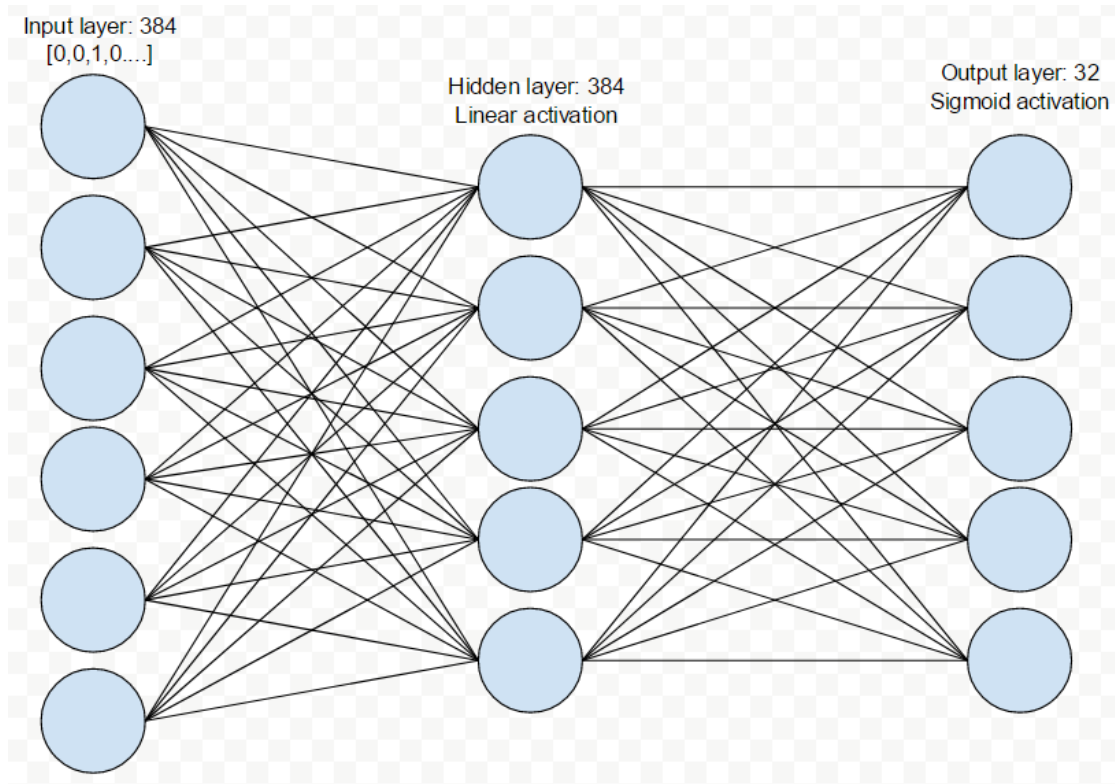 Input layer: 384
[0,0,1,0....]
Hidden layer: 384
Linear activation
Output layer: 32
Sigmoid activation